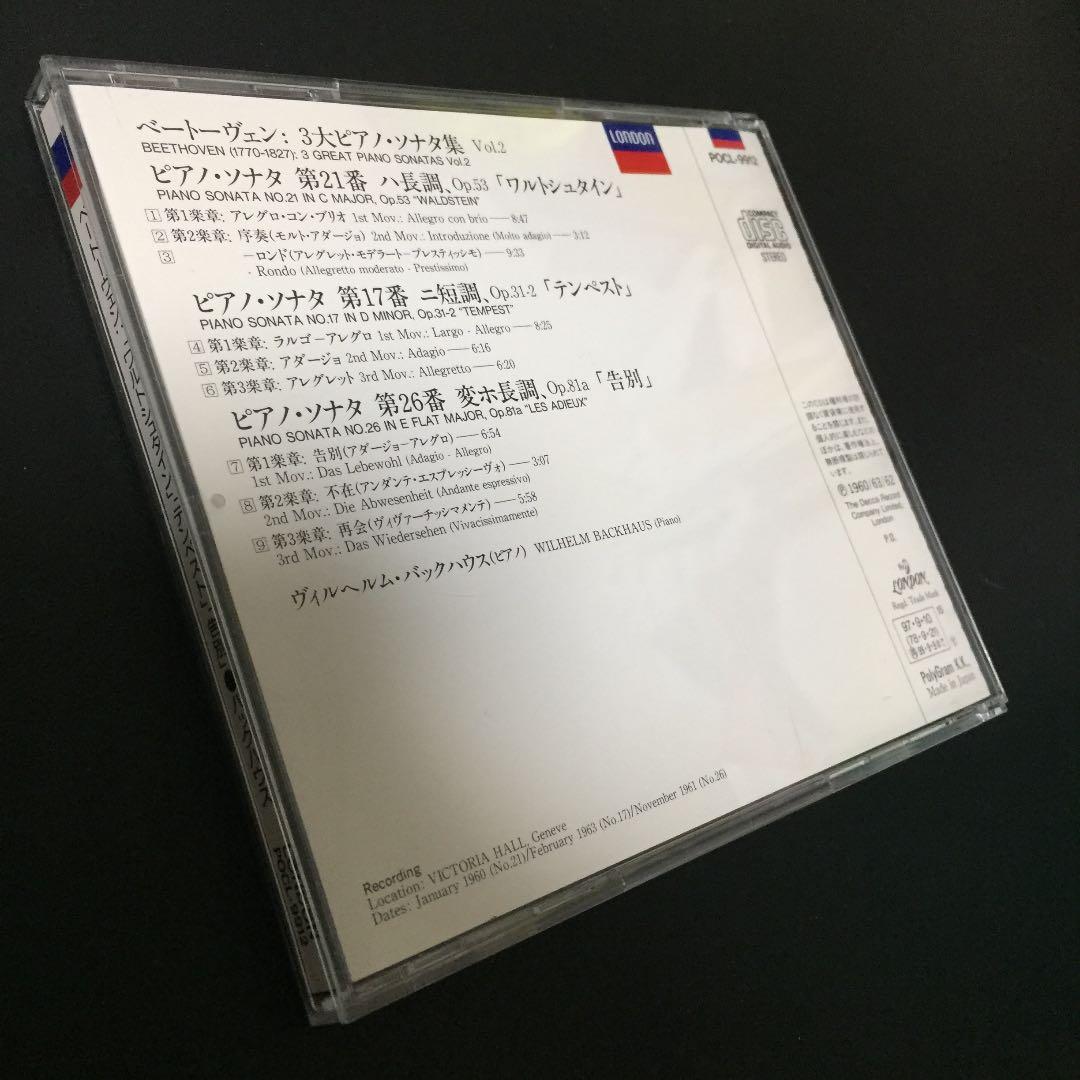 ベートーヴェン: 3大ピアノ・ソナタ集 Vol.2
BEETHOVEN (1770-1827): 3 GREAT PIANO SONATAS Vol.2
ピアノ・ソナタ 第21番 ハ長調、Op.53「ワルトシュタイン」
PIANO SONATA NO.21 IN C MAJOR, Op.53 "WALDSTEIN"
1 第1楽章: アレグロ・コン・ブリオ 1st Mov.: Allegro con brio — 8:47
2 第2楽章: 序奏(モルト・アダージョ) 2nd Mov.: Introduzione (Molto adagio) — 3:12
3 ーロンド(アレグレット・モデラートープレスティッシモ) — 9:33
- Rondo (Allegretto moderato - Prestissimo)
ピアノ・ソナタ 第17番 ニ短調、Op.31-2「テンペスト」
PIANO SONATA NO.17 IN D MINOR, Op.31-2 "TEMPEST"
4 第1楽章: ラルゴ－アレグロ 1st Mov.: Largo - Allegro — 8:25
5 第2楽章: アダージョ 2nd Mov.: Adagio — 6:16
6 第3楽章: アレグレット 3rd Mov.: Allegretto — 6:20
ピアノ・ソナタ 第26番 変ホ長調、Op.81a「告別」
PIANO SONATA NO.26 IN E FLAT MAJOR, Op.81a "LES ADIEUX"
7 第1楽章: 告別(アダージョ－アレグロ) — 6:54
1st Mov.: Das Lebewohl (Adagio - Allegro)
8 第2楽章: 不在(アンダンテ・エスプレッシーヴォ) — 3:07
2nd Mov.: Die Abwesenheit (Andante espressivo)
9 第3楽章: 再会(ヴィヴァーチッシマメンテ) — 5:58
3rd Mov.: Das Wiedersehen (Vivacissimamente)
ヴィルヘルム・バックハウス(ピアノ) WILHELM BACKHAUS (Piano)
Recording
Location: VICTORIA HALL, Geneve
Dates: January 1960 (No.21)/February 1963 (No.17)/November 1961 (No.26)
LONDON
POCL-9912
COMPACT
DISC
DIGITAL AUDIO
STEREO
Ⓟ 1960/63/62
The Decca Record
Company Limited,
London
P.D.
LONDON
Regd. Trade Mark
97・9・10
PolyGram K.K.,
Made in Japan
POCL-9912